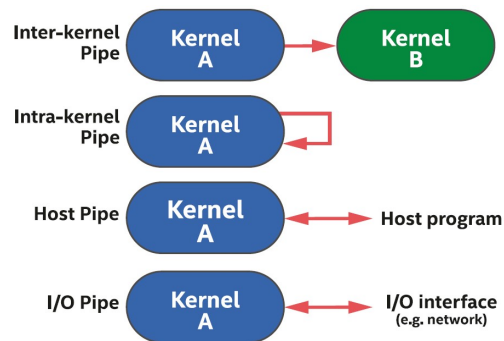 Inter-kernel
Pipe
Kernel
A
Kernel
B
Intra-kernel
Pipe
Kernel
A
Host Pipe
Kernel
A
Host program
I/O Pipe
Kernel
A
I/O interface
(e.g. network)